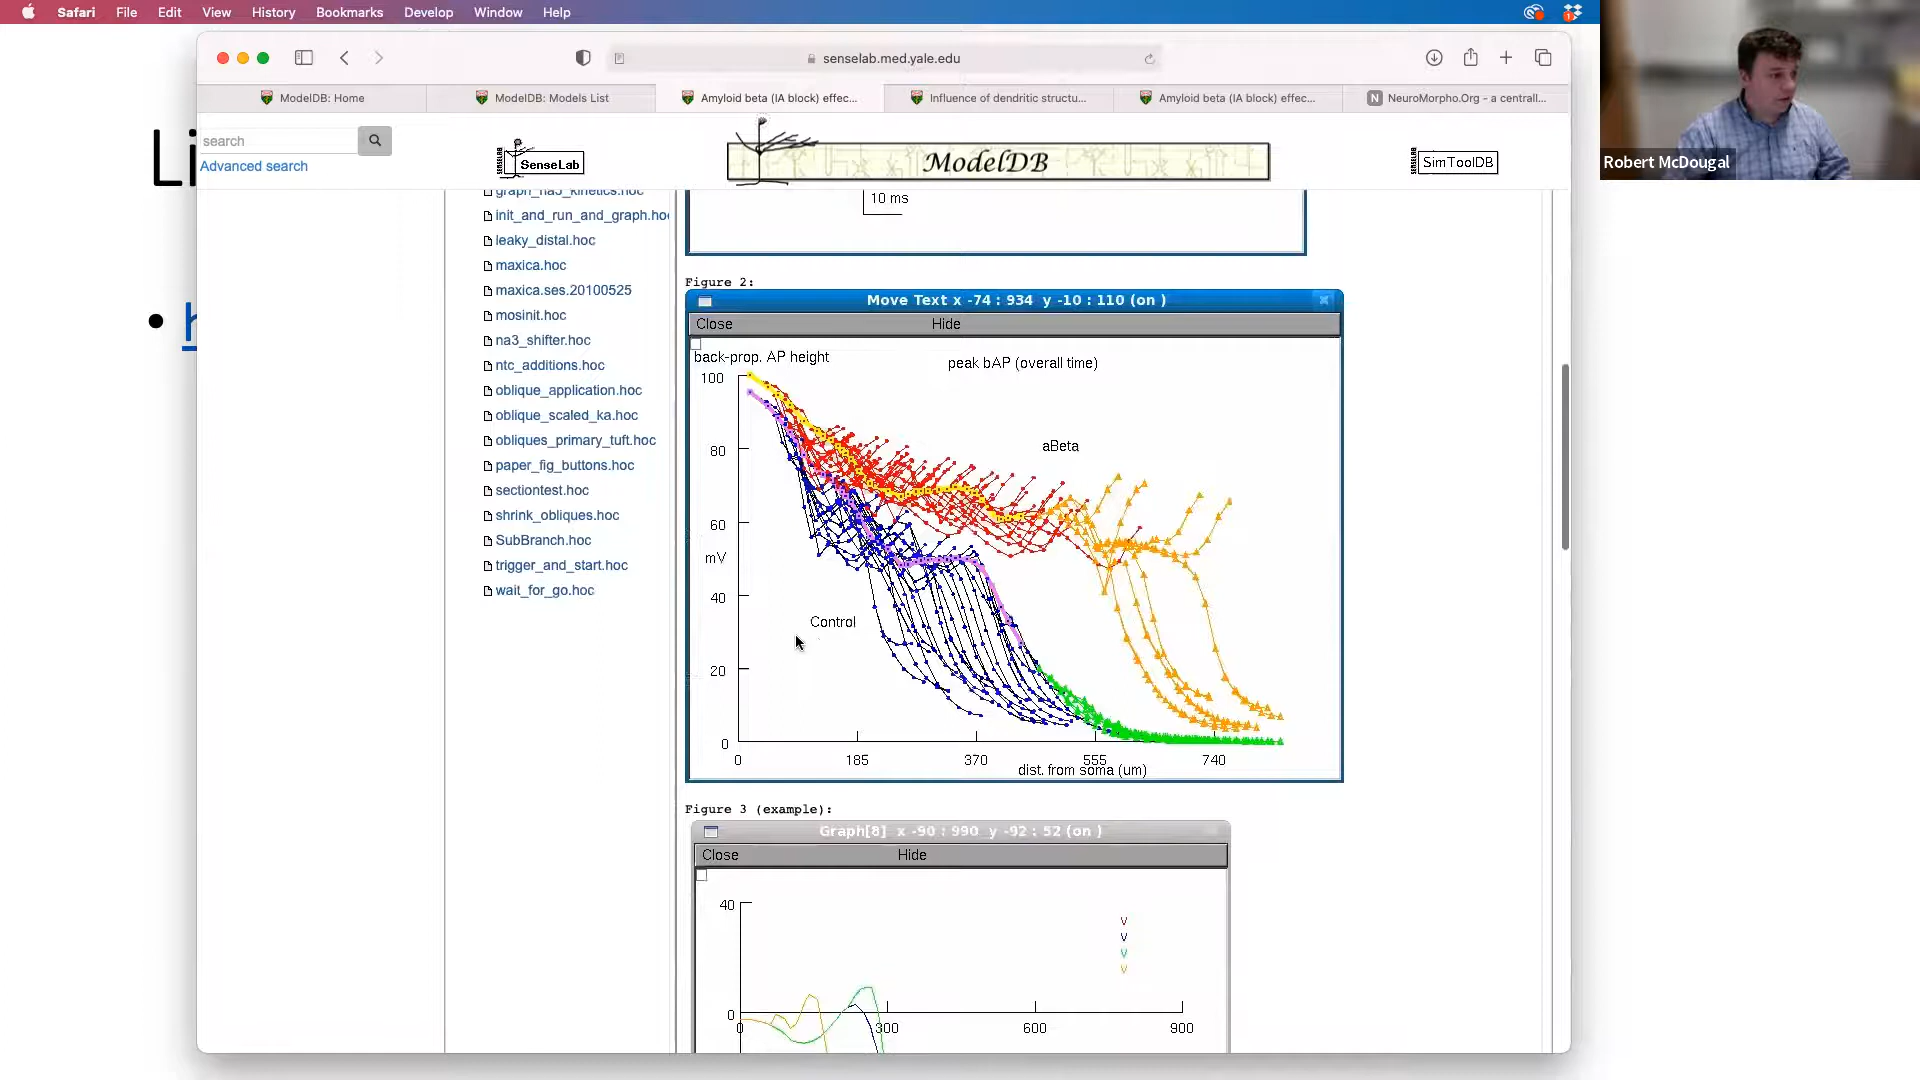 Safari File Edit View History Bookmarks Develop Window Help
senselab.med.yale.edu
ModelDB: Home
ModelDB: Models List
Amyloid beta (IA block) effec...
Influence of dendritic structu...
Amyloid beta (IA block) effec...
N NeuroMorpho.Org - a centrall...
Robert McDougal
Li
search
Advanced search
SENSELAB SenseLab
ModelDB
SENSELAB SimToolDB
graph_na3_kinetics.hoc
init_and_run_and_graph.ho
leaky_distal.hoc
maxica.hoc
maxica.ses.20100525
mosinit.hoc
na3_shifter.hoc
ntc_additions.hoc
oblique_application.hoc
oblique_scaled_ka.hoc
obliques_primary_tuft.hoc
paper_fig_buttons.hoc
sectiontest.hoc
shrink_obliques.hoc
SubBranch.hoc
trigger_and_start.hoc
wait_for_go.hoc
10 ms
Figure 2:
Move Text x -74 : 934 y -10 : 110 (on )
Close Hide
back-prop. AP height
peak bAP (overall time)
100
80
60
mV
40
20
0
aBeta
Control
0 185 370 555 740
dist. from soma (um)
Figure 3 (example):
Graph[8] x -90 : 990 y -92 : 52 (on )
Close Hide
40
V
V
V
V
0
0 300 600 900